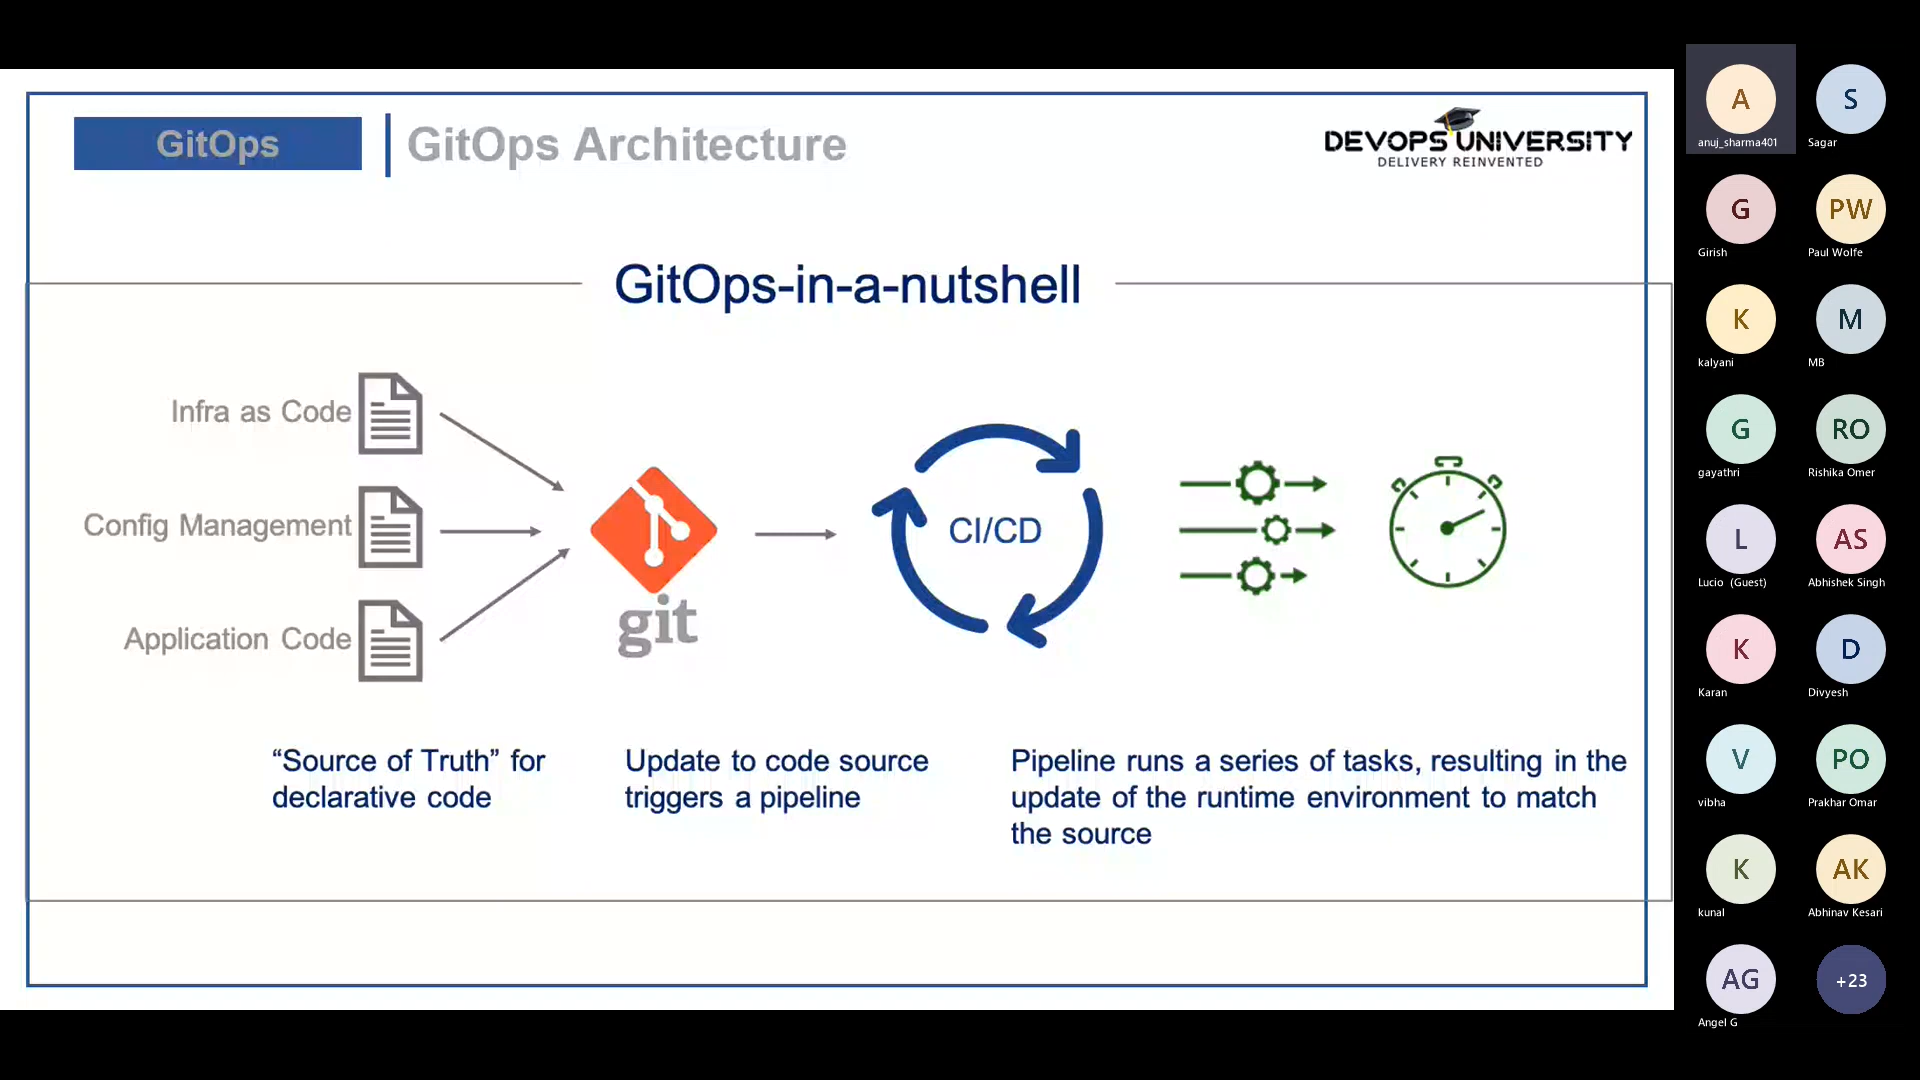 GitOps
GitOps Architecture
DEVOPS UNIVERSITY
DELIVERY REINVENTED
GitOps-in-a-nutshell
Infra as Code
Config Management
Application Code
git
CI/CD
“Source of Truth” for
declarative code
Update to code source
triggers a pipeline
Pipeline runs a series of tasks, resulting in the
update of the runtime environment to match
the source
A
anuj_sharma401
S
Sagar
G
Girish
PW
Paul Wolfe
K
kalyani
M
MB
G
gayathri
RO
Rishika Omer
L
Lucio (Guest)
AS
Abhishek Singh
K
Karan
D
Divyesh
V
vibha
PO
Prakhar Omar
K
kunal
AK
Abhinav Kesari
AG
Angel G
+23